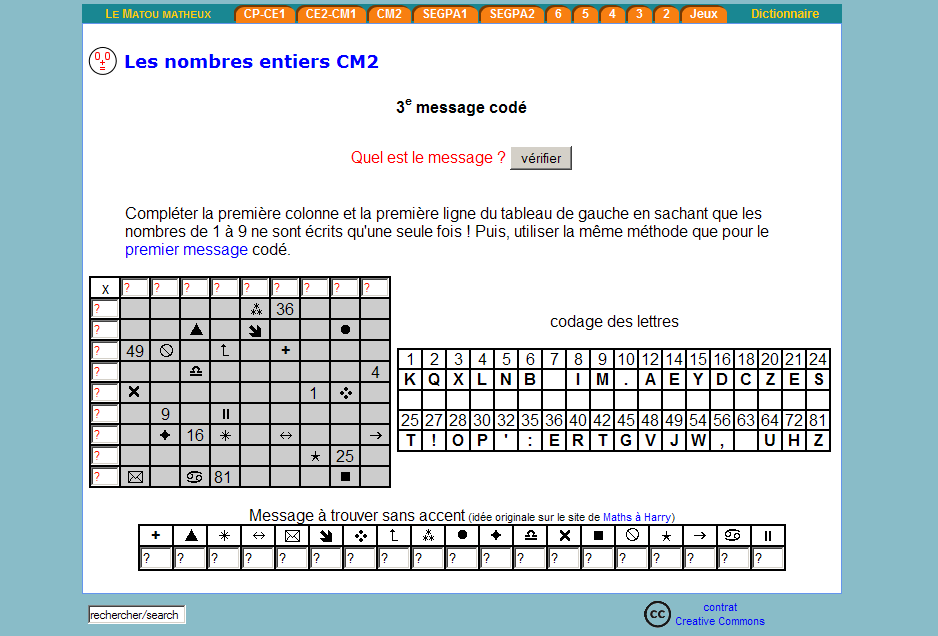 LE MATOU MATHEUX CP-CE1 CE2-CM1 CM2 SEGPA1 SEGPA2 6 5 4 3 2 Jeux Dictionnaire
Les nombres entiers CM2
3e message codé
Quel est le message ? vérifier
Compléter la première colonne et la première ligne du tableau de gauche en sachant que les
nombres de 1 à 9 ne sont écrits qu'une seule fois ! Puis, utiliser la même méthode que pour le
premier message codé.
x ? ? ? ? ? ? ? ? ?
? 36
?
? 49
? 4
? 1
? 9
? 16
? 25
? 81
codage des lettres
1 2 3 4 5 6 7 8 9 10 12 14 15 16 18 20 21 24
K Q X L N B I M . A E Y D C Z E S
25 27 28 30 32 35 36 40 42 45 48 49 54 56 63 64 72 81
T ! O P ' : E R T G V J W , U H Z
Message à trouver sans accent (idée originale sur le site de Maths à Harry)
? ? ? ? ? ? ? ? ? ? ? ? ? ? ? ? ? ? ?
rechercher/search
cc contrat
Creative Commons